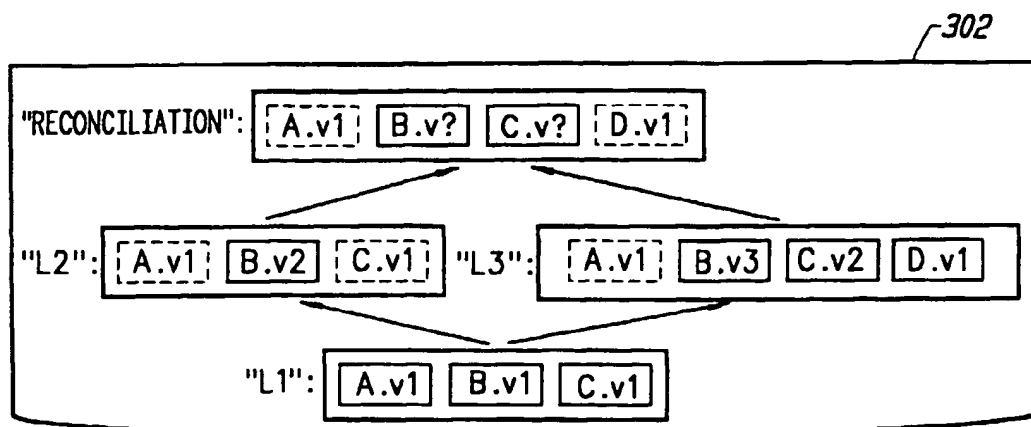 302
"RECONCILIATION": A.v1 B.v? C.v? D.v1
"L2": A.v1 B.v2 C.v1 "L3": A.v1 B.v3 C.v2 D.v1
"L1": A.v1 B.v1 C.v1